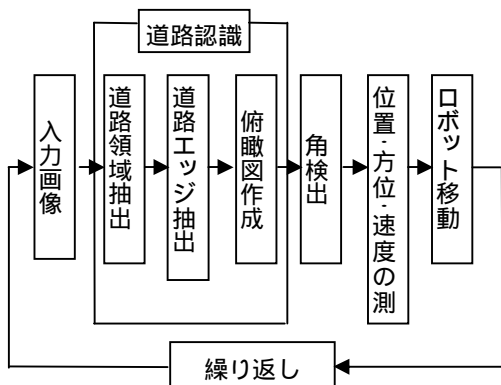 道路認識
入力画像
道路領域抽出
道路エッジ抽出
俯瞰図作成
角検出
位置・方位・速度の測
ロボット移動
繰り返し